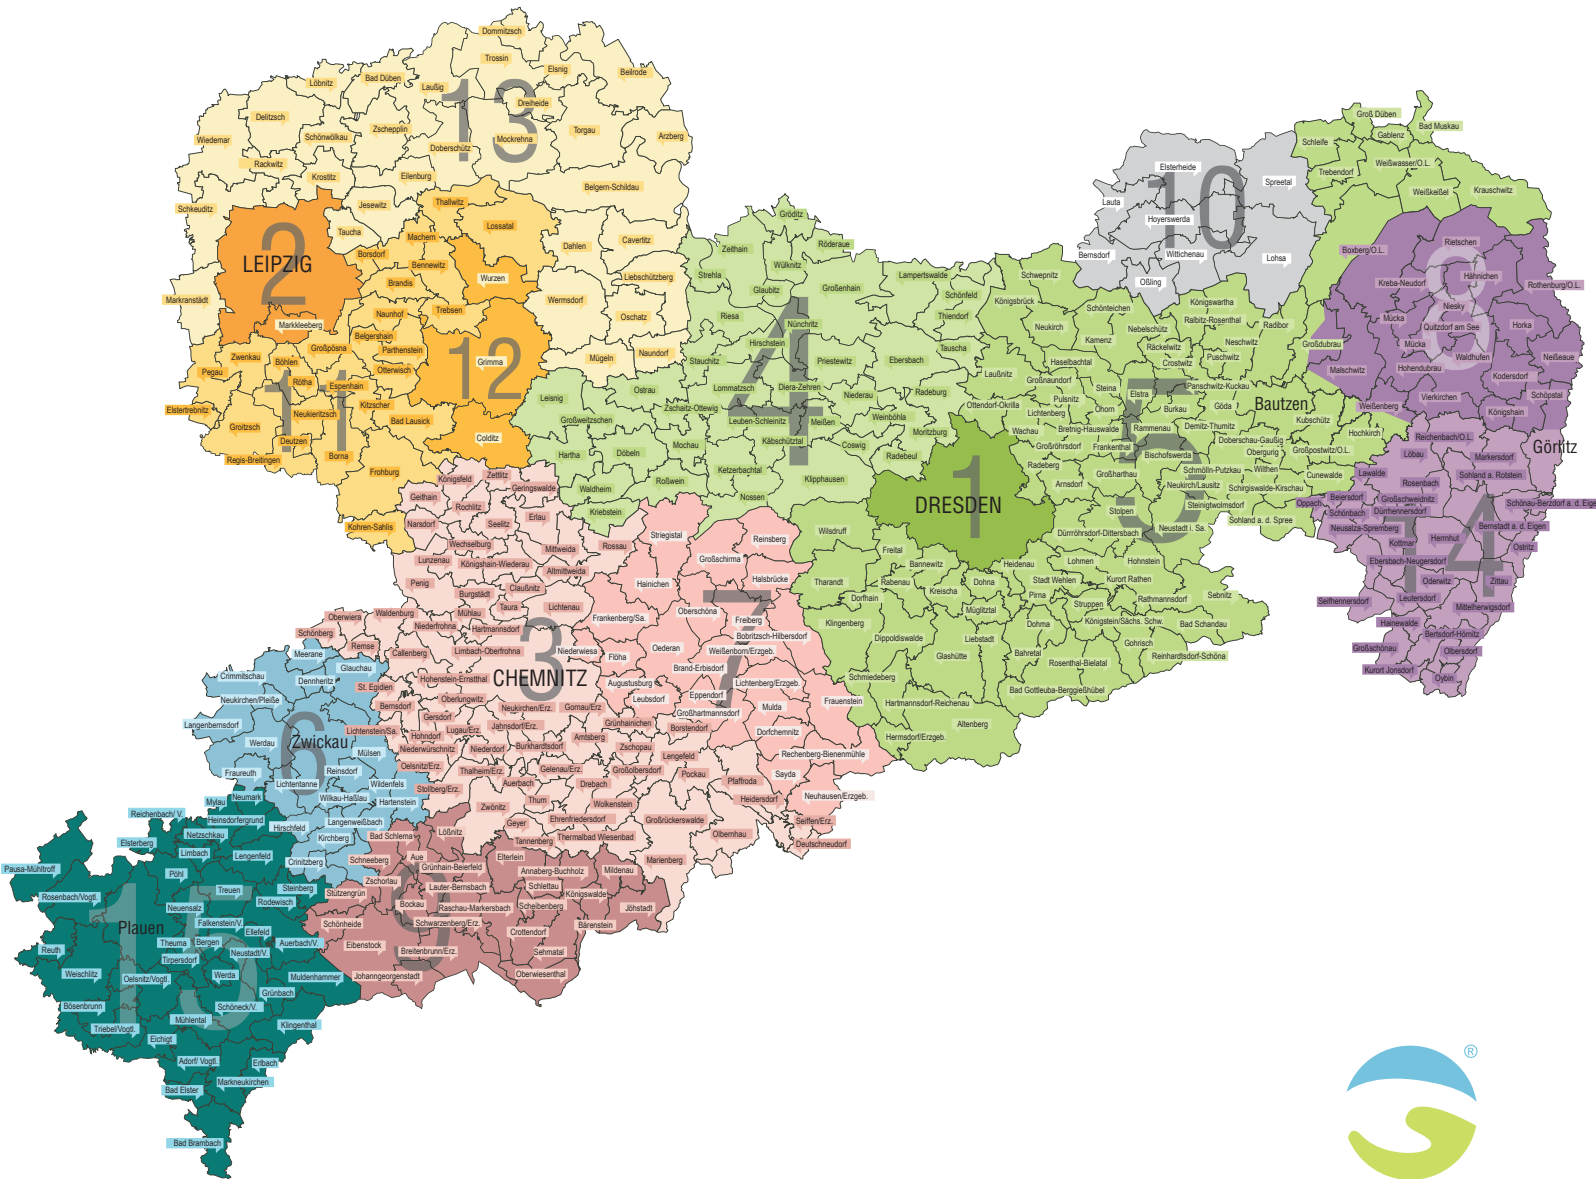 Dommitzsch
Trossin
Elsnig
Beilrode
Bad Düben
Löbnitz
Laußig
Dreiheide
13
Delitzsch
Zschepplin
Torgau
Wiedemar
Schönwölkau
Mockrehna
Arzberg
Doberschütz
Rackwitz
Krostitz
Eilenburg
Belgern-Schildau
Schkeuditz
Jesewitz
Thallwitz
Taucha
Lossatal
Machern
Dahlen
Cavertitz
2
LEIPZIG
Borsdorf
Bennewitz
Wurzen
Liebschützberg
Brandis
Markranstädt
Wermsdorf
Trebsen
Naunhof
Oschatz
Markkleeberg
Belgershain
Großpösna
Parthenstein
Mügeln
Naundorf
Zwenkau
Böhlen
Otterwisch
12
Grimma
Pegau
Rötha
Espenhain
11
Elstertrebnitz
Neukieritzsch
Kitzscher
Bad Lausick
Groitzsch
Deutzen
Colditz
Regis-Breitingen
Borna
Frohburg
Kohren-Sahlis
Gröditz
Zeithain
Röderaue
Strehla
Wülknitz
Lampertswalde
Glaubitz
Großenhain
Schönfeld
Riesa
Thiendorf
Nünchritz
Hirschstein
4
Tauscha
Stauchitz
Priestewitz
Ebersbach
Leisnig
Ostrau
Lommatzsch
Diera-Zehren
Niederau
Radeburg
Großweitzschen
Zschaitz-Ottewig
Leuben-Schleinitz
Meißen
Weinböhla
Moritzburg
Mochau
Käbschütztal
Coswig
Hartha
Döbeln
Radebeul
Ketzerbachtal
Waldheim
Roßwein
Klipphausen
Nossen
Kriebstein
1
DRESDEN
Elsterheide
Spreetal
10
Lauta
Hoyerswerda
Bernsdorf
Wittichenau
Lohsa
Oßling
Groß Düben
Bad Muskau
Gablenz
Schleife
Weißwasser/O.L.
Trebendorf
Weißkeißel
Krauschwitz
Schwepnitz
Königsbrück
Königswartha
Schönteichen
Ralbitz-Rosenthal
Neukirch
Nebelschütz
Radibor
Kamenz
Räckelwitz
Neschwitz
Großdubrau
Haselbachtal
Crostwitz
Puschwitz
Laußnitz
Großnaundorf
Steina
Panschwitz-Kuckau
Pulsnitz
Elstra
5
Ottendorf-Okrilla
Lichtenberg
Ohorn
Burkau
Göda
Bautzen
Wachau
Bretnig-Hauswalde
Rammenau
Demitz-Thumitz
Kubschütz
Großröhrsdorf
Frankenthal
Doberschau-Gaußig
Hochkirch
Bischofswerda
Obergurig
Großpostwitz/O.L.
Radeberg
Großharthau
Schmölln-Putzkau
Wilthen
Cunewalde
Arnsdorf
Neukirch/Lausitz
Schirgiswalde-Kirschau
Stolpen
Steinigtwolmsdorf
Sohland a. d. Spree
Dürrröhrsdorf-Dittersbach
Neustadt i. Sa.
Wilsdruff
Freital
Bannewitz
Heidenau
Lohmen
Hohnstein
Tharandt
Rabenau
Kreischa
Dohna
Stadt Wehlen
Kurort Rathen
Sebnitz
Dorfhain
Pirna
Rathmannsdorf
Müglitztal
Struppen
Klingenberg
Dohma
Königstein/Sächs. Schw.
Bad Schandau
Dippoldiswalde
Liebstadt
Gohrisch
Glashütte
Bahretal
Reinhardtsdorf-Schöna
Rosenthal-Bielatal
Schmiedeberg
Bad Gottleuba-Berggießhübel
Hartmannsdorf-Reichenau
Altenberg
Hermsdorf/Erzgeb.
Boxberg/O.L.
Rietschen
8
Hähnichen
Kreba-Neudorf
Rothenburg/O.L.
Niesky
Mücka
Quitzdorf am See
Horka
Mücka
Waldhufen
Neißeaue
Malschwitz
Hohendubrau
Kodersdorf
Vierkirchen
Schöpstal
Weißenberg
Königshain
Reichenbach/O.L.
Görlitz
Löbau
Markersdorf
Lawalde
Sohland a. Rotstein
Rosenbach
Oppach
Beiersdorf
Großschweidnitz
Schönau-Berzdorf a. d. Eigen
Schönbach
Dürrhennersdorf
14
Neusalza-Spremberg
Bernstadt a. d. Eigen
Kottmar
Herrnhut
Ostritz
Ebersbach-Neugersdorf
Oderwitz
Zittau
Seifhennersdorf
Leutersdorf
Mittelherwigsdorf
Hainewalde
Bertsdorf-Hörnitz
Großschönau
Olbersdorf
Kurort Jonsdorf
Oybin
Königsfeld
Zettlitz
Geithain
Geringswalde
Rochlitz
Narsdorf
Seelitz
Erlau
Wechselburg
Mittweida
Rossau
Lunzenau
Königshain-Wiederau
Altmittweida
Penig
Claußnitz
Burgstädt
Taura
Lichtenau
Waldenburg
Mühlau
Oberwiera
Niederfrohna
Hartmannsdorf
3
Schönberg
Remse
Callenberg
Limbach-Oberfrohna
Niederwiesa
CHEMNITZ
Hohenstein-Ernstthal
St. Egidien
Bernsdorf
Oberlungwitz
Neukirchen/Erz.
Gornau/Erz
Gersdorf
Jahnsdorf/Erz.
Grünhainichen
Lichtenstein/Sa.
Hohndorf
Lugau/Erz.
Amtsberg
Borstendorf
Niederwürschnitz
Niederdorf
Burkhardtsdorf
Zschopau
Lengefeld
Oelsnitz/Erz.
Thalheim/Erz.
Gelenau/Erz.
Großolbersdorf
Pockau
Pfaffroda
Stollberg/Erz.
Auerbach
Drebach
Heidersdorf
Thum
Wolkenstein
Neuhausen/Erzgeb.
Zwönitz
Ehrenfriedersdorf
Großrückerswalde
Seiffen/Erz.
Geyer
Olbernhau
Tannenberg
Thermalbad Wiesenbad
Deutschneudorf
Marienberg
Striegistal
Reinsberg
Großschirma
Hainichen
Halsbrücke
7
Oberschöna
Frankenberg/Sa.
Freiberg
Bobritzsch-Hilbersdorf
Oederan
Weißenborn/Erzgeb.
Flöha
Brand-Erbisdorf
Augustusburg
Lichtenberg/Erzgeb.
Leubsdorf
Eppendorf
Mulda
Frauenstein
Großhartmannsdorf
Dorfchemnitz
Rechenberg-Bienenmühle
Sayda
Meerane
Crimmitschau
Glauchau
Dennheritz
Neukirchen/Pleiße
6
Langenbernsdorf
Zwickau
Werdau
Mülsen
Fraureuth
Reinsdorf
Lichtentanne
Wildenfels
Wilkau-Haßlau
Hartenstein
Langenweißbach
Hirschfeld
Kirchberg
Crinitzberg
Bad Schlema
Lößnitz
Schneeberg
Aue
Elterlein
Grünhain-Beierfeld
Annaberg-Buchholz
Mildenau
Zschorlau
Lauter-Bernsbach
Schlettau
Stützengrün
Königswalde
9
Bockau
Raschau-Markersbach
Scheibenberg
Jöhstadt
Schönheide
Schwarzenberg/Erz.
Crottendorf
Bärenstein
Eibenstock
Breitenbrunn/Erz.
Sehmatal
Johanngeorgenstadt
Oberwiesenthal
Mylau
Neumark
Reichenbach/ V.
Heinsdorfergrund
Netzschkau
Elsterberg
Limbach
Lengenfeld
Pausa-Mühltroff
Pöhl
Steinberg
Treuen
Rosenbach/Vogtl.
Rodewisch
Neuensalz
15
Plauen
Falkenstein/V.
Ellefeld
Theuma
Bergen
Auerbach/V.
Reuth
Tirpersdorf
Neustadt/V.
Weischlitz
Oelsnitz/Vogtl.
Werda
Muldenhammer
Grünbach
Bösenbrunn
Schöneck/V.
Mühlental
Triebel/Vogtl.
Klingenthal
Eichigt
Adorf/ Vogtl.
Erlbach
Markneukirchen
Bad Elster
Bad Brambach
®